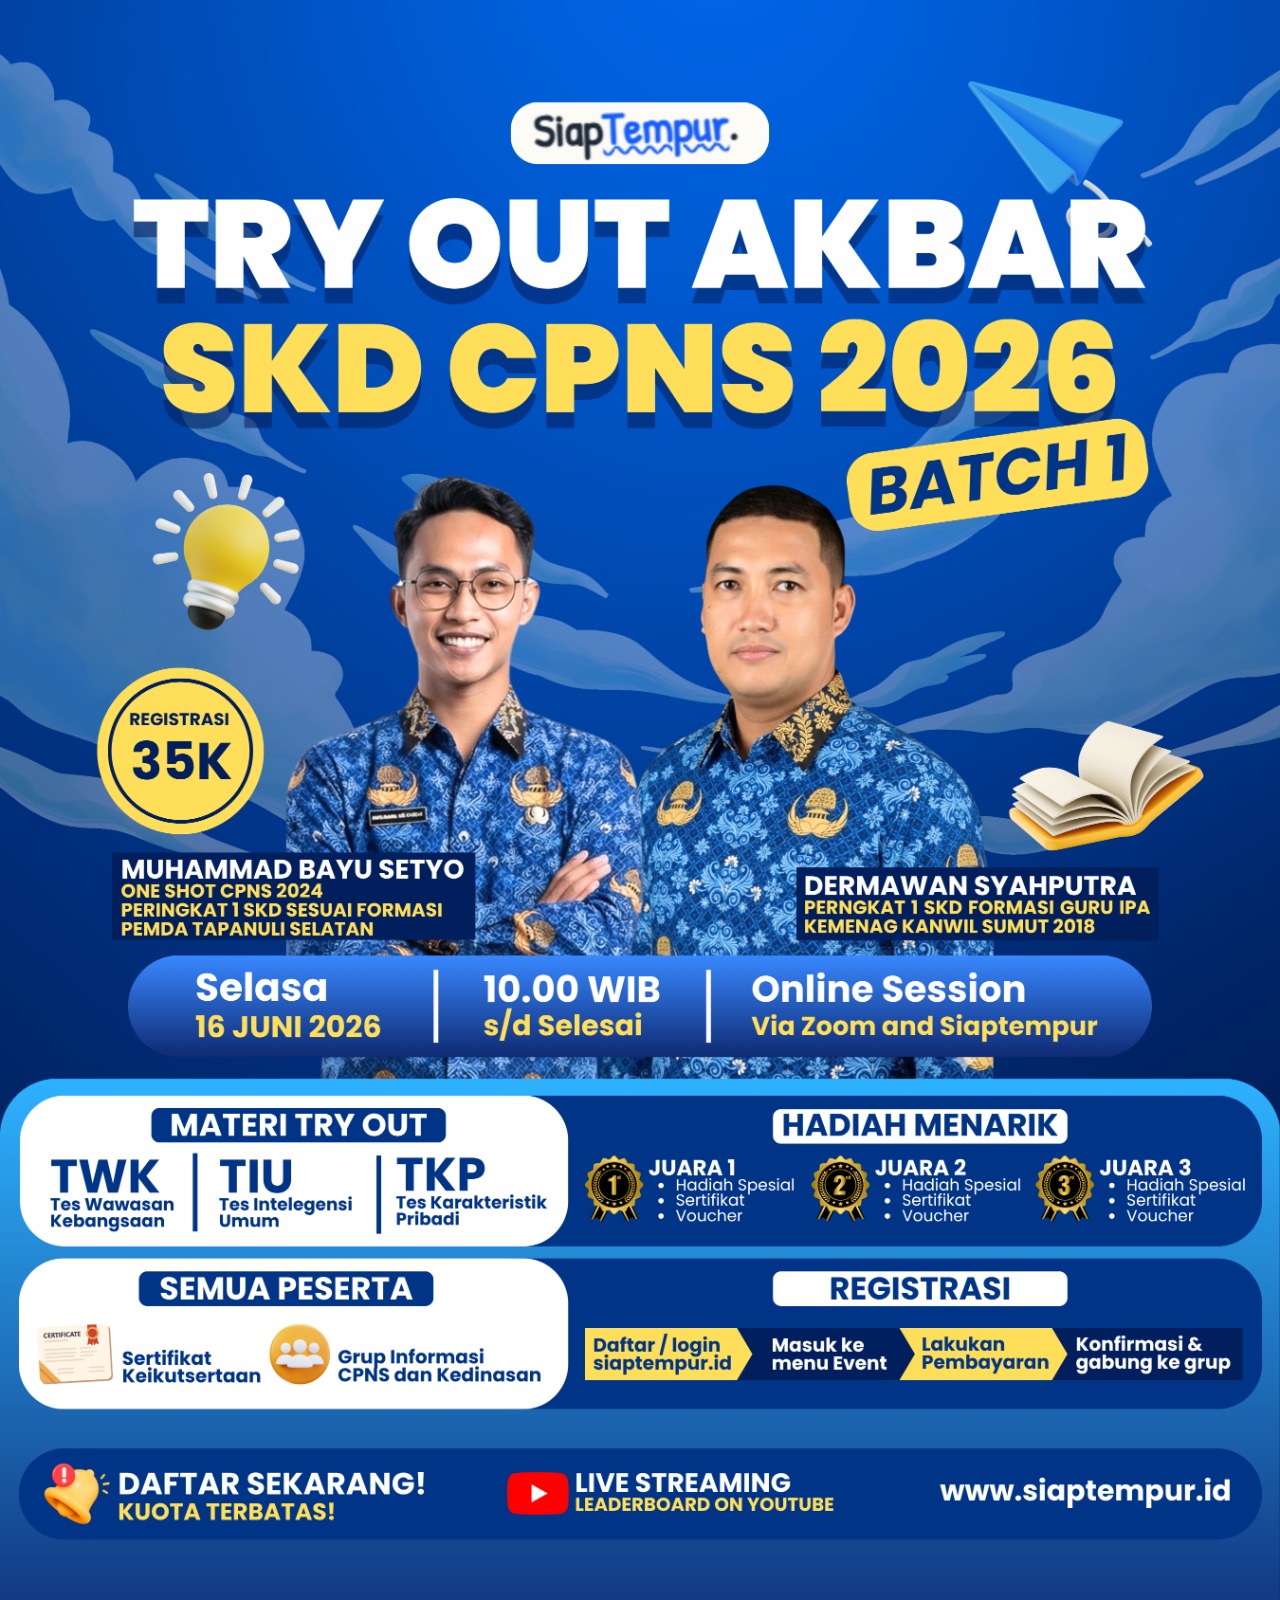 SiapTempur.
TRY OUT AKBAR
SKD CPNS 2026
BATCH 1
REGISTRASI
35K
MUHAMMAD BAYU SETYO
ONE SHOT CPNS 2024
PERINGKAT 1 SKD SESUAI FORMASI
PEMDA TAPANULI SELATAN
DERMAWAN SYAHPUTRA
PERNGKAT 1 SKD FORMASI GURU IPA
KEMENAG KANWIL SUMUT 2018
Selasa
16 JUNI 2026
10.00 WIB
s/d Selesai
Online Session
Via Zoom and Siaptempur
MATERI TRY OUT
TWK
Tes Wawasan
Kebangsaan
TIU
Tes Intelegensi
Umum
TKP
Tes Karakteristik
Pribadi
HADIAH MENARIK
1
JUARA 1
• Hadiah Spesial
• Sertifikat
• Voucher
2
JUARA 2
• Hadiah Spesial
• Sertifikat
• Voucher
3
JUARA 3
• Hadiah Spesial
• Sertifikat
• Voucher
SEMUA PESERTA
CERTIFICATE
Sertifikat
Keikutsertaan
Grup Informasi
CPNS dan Kedinasan
REGISTRASI
Daftar / login
siaptempur.id
Masuk ke
menu Event
Lakukan
Pembayaran
Konfirmasi &
gabung ke grup
DAFTAR SEKARANG!
KUOTA TERBATAS!
LIVE STREAMING
LEADERBOARD ON YOUTUBE
www.siaptempur.id